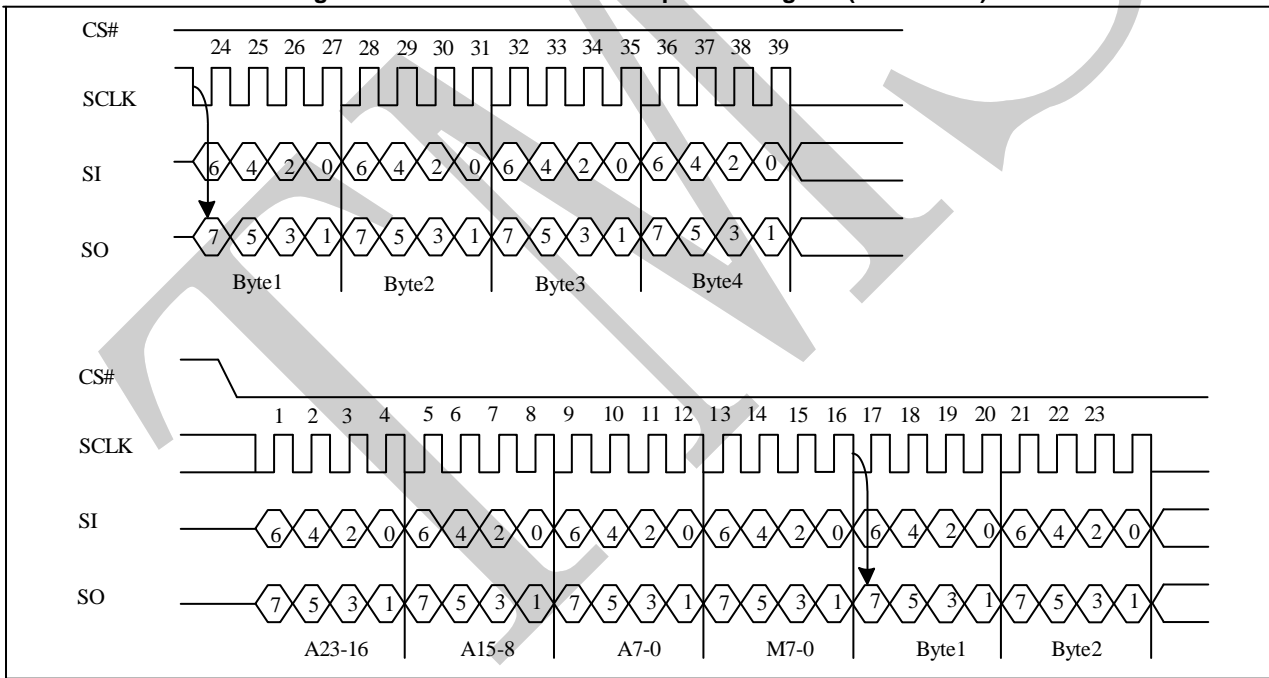 CS#
24 25 26 27 28 29 30 31 32 33 34 35 36 37 38 39
SCLK
SI 6 4 2 0 6 4 2 0 6 4 2 0 6 4 2 0
SO 7 5 3 1 7 5 3 1 7 5 3 1 7 5 3 1
Byte1 Byte2 Byte3 Byte4
CS#
1 2 3 4 5 6 7 8 9 10 11 12 13 14 15 16 17 18 19 20 21 22 23
SCLK
SI 6 4 2 0 6 4 2 0 6 4 2 0 6 4 2 0 6 4 2 0 6 4 2 0
SO 7 5 3 1 7 5 3 1 7 5 3 1 7 5 3 1 7 5 3 1 7 5 3 1
A23-16 A15-8 A7-0 M7-0 Byte1 Byte2